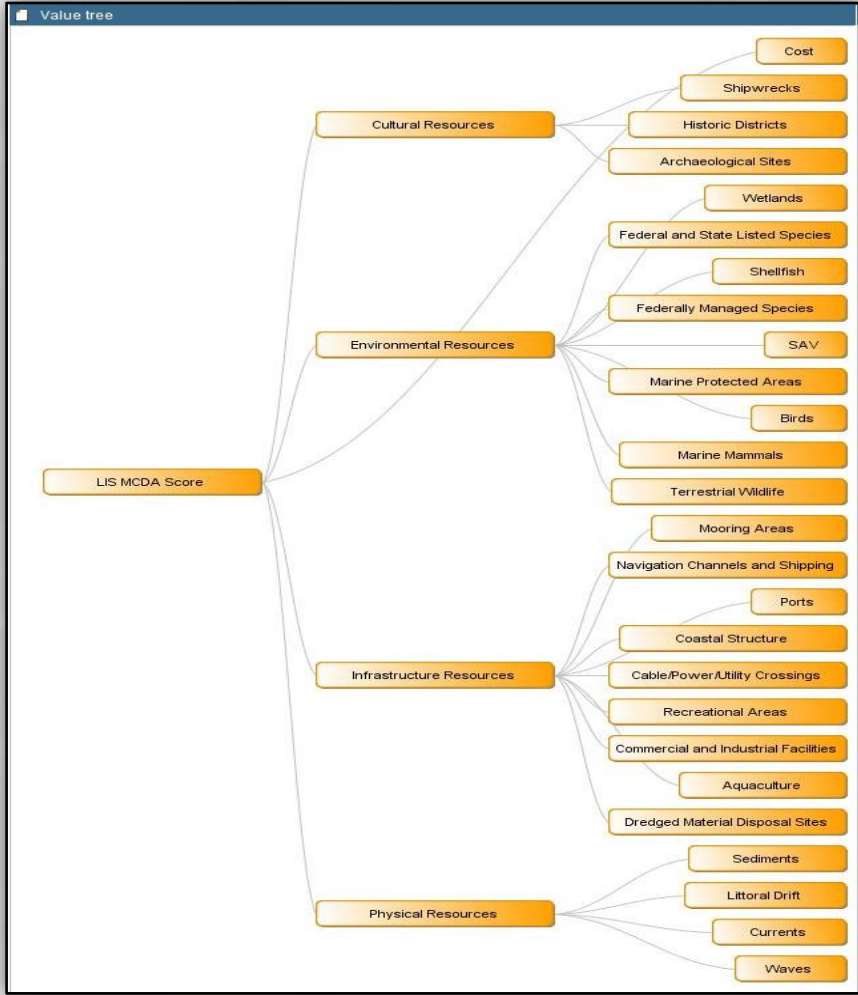 Value tree
Cost
Shipwrecks
Cultural Resources
Historic Districts
Archaeological Sites
Wetlands
Federal and State Listed Species
Shellfish
Federally Managed Species
Environmental Resources
SAV
Marine Protected Areas
Birds
Marine Mammals
LIS MCDA Score
Terrestrial Wildlife
Mooring Areas
Navigation Channels and Shipping
Ports
Coastal Structure
Infrastructure Resources
Cable/Power/Utility Crossings
Recreational Areas
Commercial and Industrial Facilities
Aquaculture
Dredged Material Disposal Sites
Sediments
Littoral Drift
Physical Resources
Currents
Waves